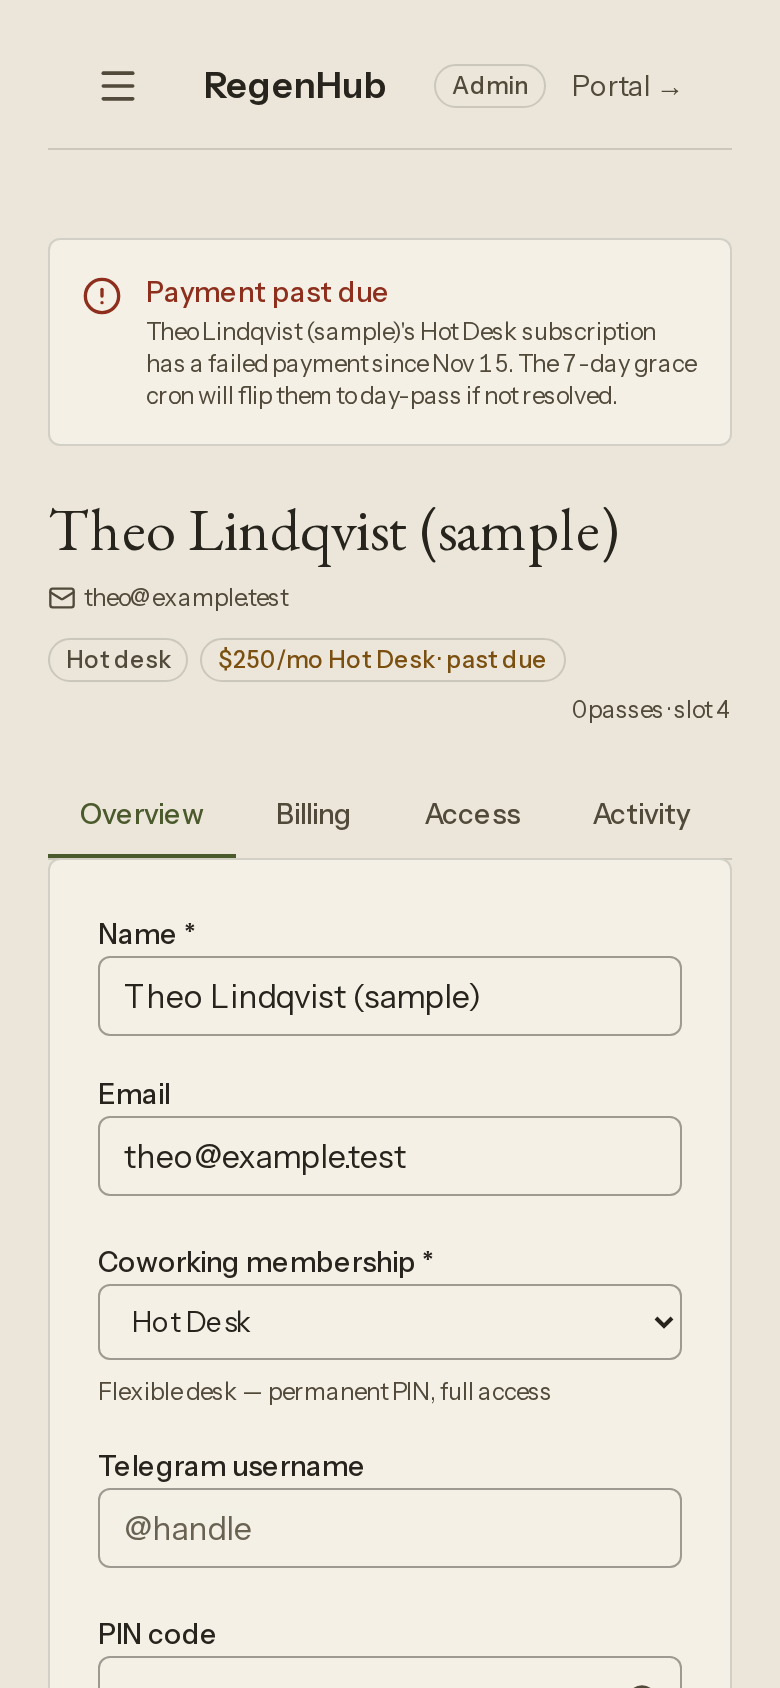 RegenHub
Admin
Portal →
Payment past due
Theo Lindqvist (sample)'s Hot Desk subscription
has a failed payment since Nov 15. The 7-day grace
cron will flip them to day-pass if not resolved.
Theo Lindqvist (sample)
theo@example.test
Hot desk
$250/mo Hot Desk · past due
0 passes · slot 4
Overview
Billing
Access
Activity
Name *
Theo Lindqvist (sample)
Email
theo@example.test
Coworking membership *
Hot Desk
Flexible desk — permanent PIN, full access
Telegram username
@handle
PIN code